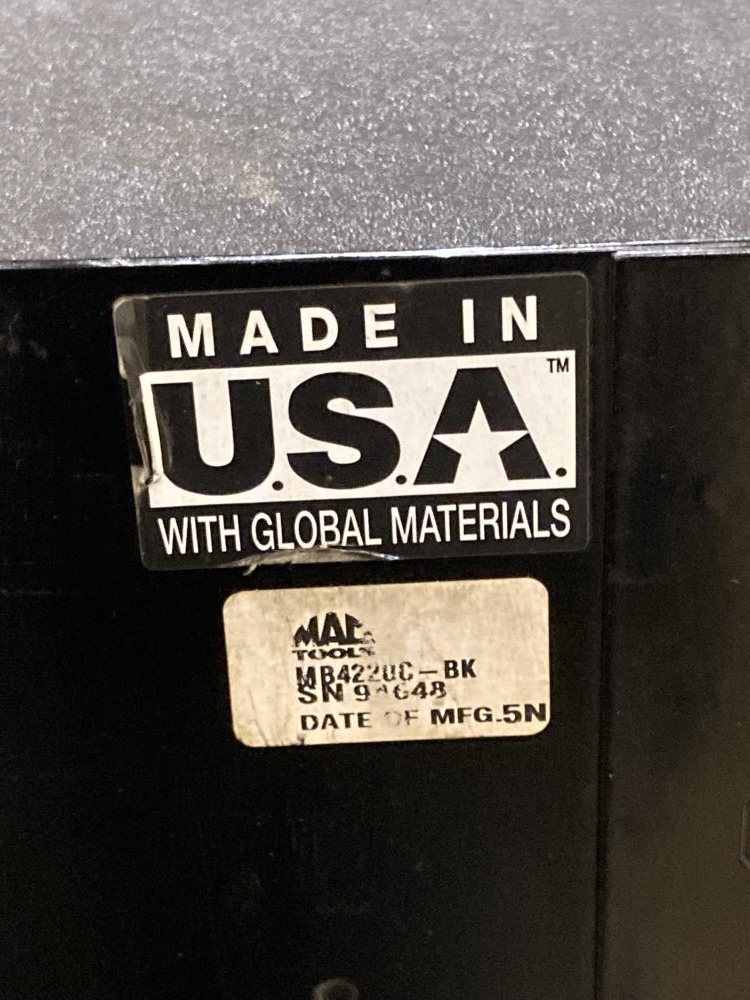 MADE IN
U.S.A.™
WITH GLOBAL MATERIALS
MAC
TOOLS
DATE OF MFG.5N